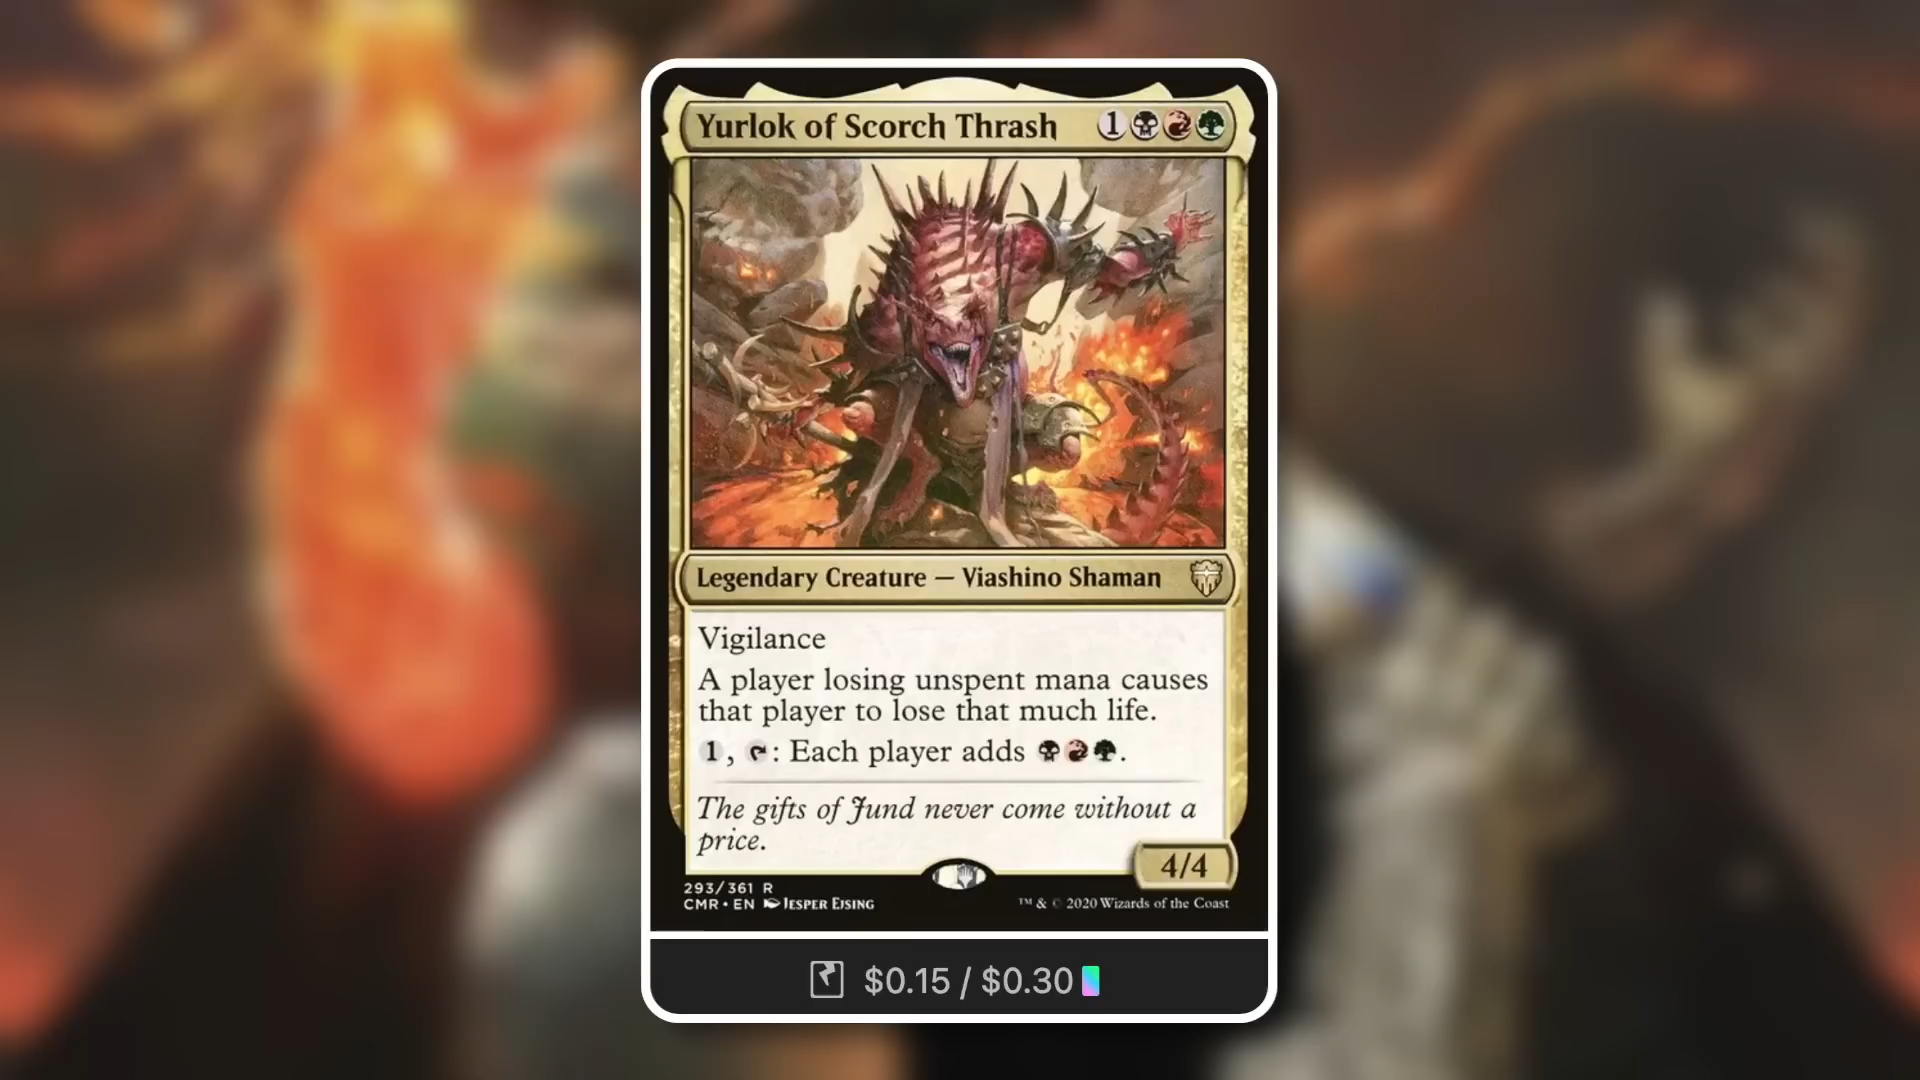 Yurlok of Scorch Thrash 1
Legendary Creature — Viashino Shaman
Vigilance
A player losing unspent mana causes
that player to lose that much life.
1, : Each player adds .
The gifts of Jund never come without a
price.
4/4
293/361 R
CMR • EN Jesper Ejsing
™ & © 2020 Wizards of the Coast
$0.15 / $0.30